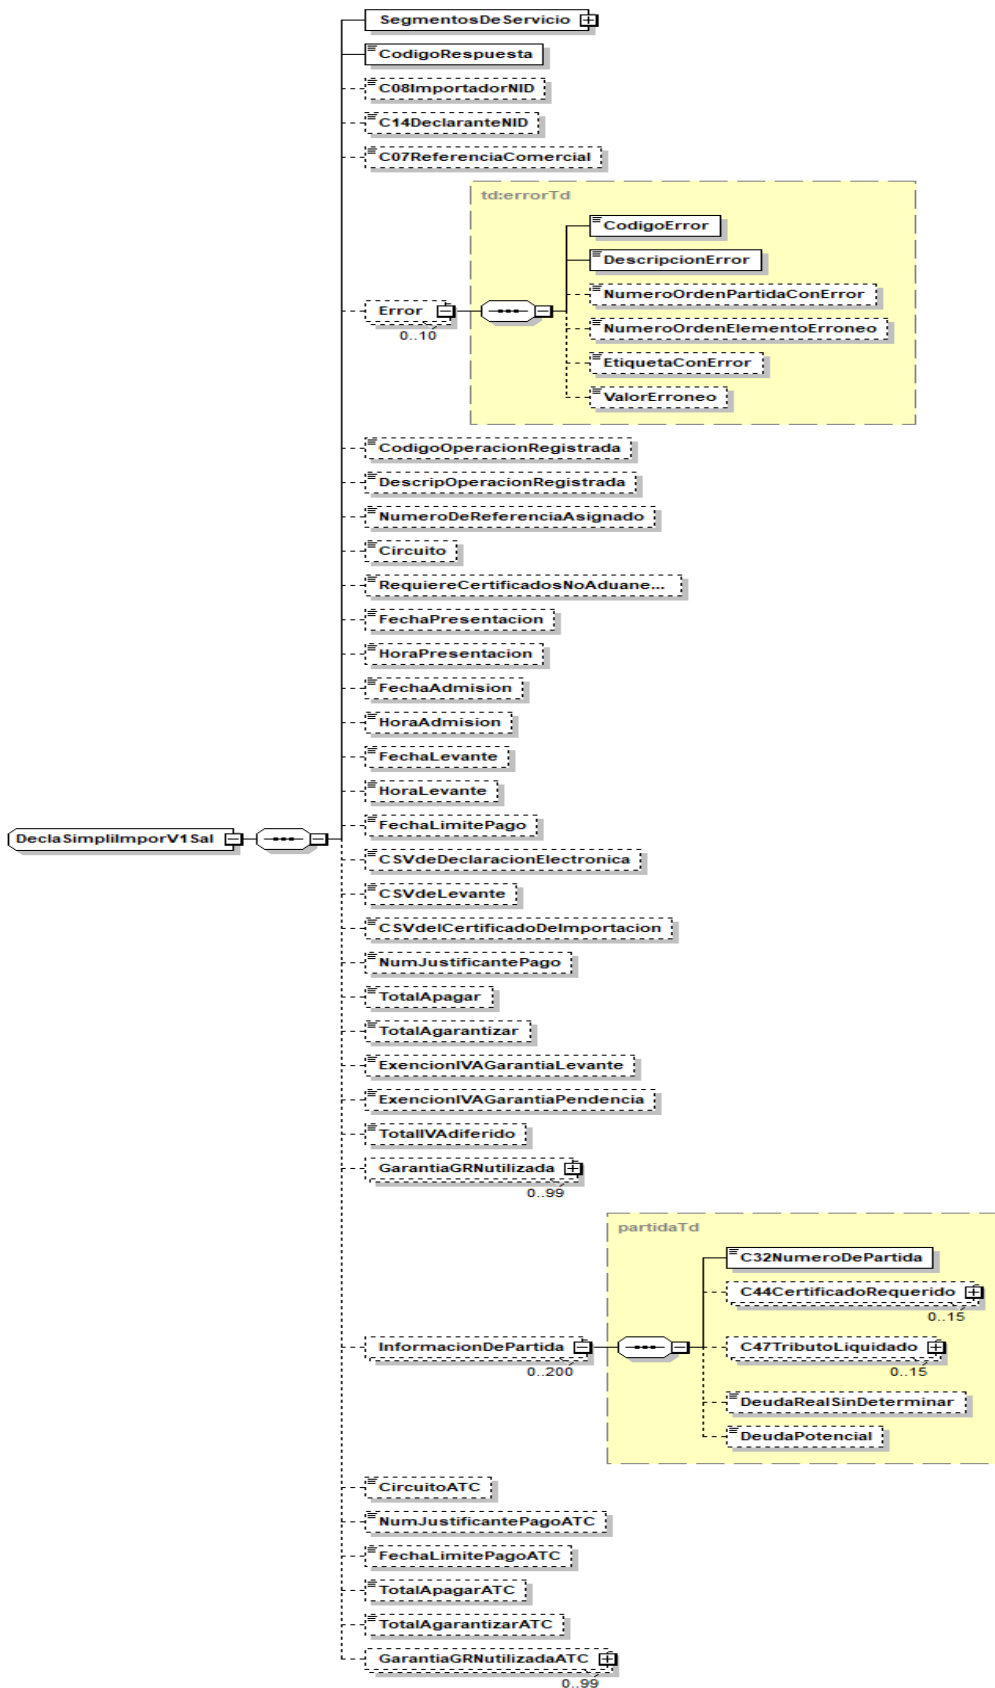 SegmentosDeServicio
CodigoRespuesta
C08ImportadorNID
C14DeclaranteNID
C07ReferenciaComercial
td:errorTd
CodigoError
DescripcionError
NumeroOrdenPartidaConError
Error
0..10
NumeroOrdenElementoErroneo
EtiquetaConError
ValorErroneo
CodigoOperacionRegistrada
DescripOperacionRegistrada
NumeroDeReferenciaAsignado
Circuito
RequiereCertificadosNoAduane...
FechaPresentacion
HoraPresentacion
FechaAdmision
HoraAdmision
FechaLevante
HoraLevante
FechaLimitePago
DeclaSimpliImporV1Sal
CSVdeDeclaracionElectronica
CSVdeLevante
CSVdelCertificadoDeImportacion
NumJustificantePago
TotalApagar
TotalAgarantizar
ExencionIVAGarantiaLevante
ExencionIVAGarantiaPendencia
TotalIVAdiferido
GarantiaGRNutilizada
0..99
partidaTd
C32NumeroDePartida
C44CertificadoRequerido
0..15
InformacionDePartida
0..200
C47TributoLiquidado
0..15
DeudaRealSinDeterminar
DeudaPotencial
CircuitoATC
NumJustificantePagoATC
FechaLimitePagoATC
TotalApagarATC
TotalAgarantizarATC
GarantiaGRNutilizadaATC
0..99